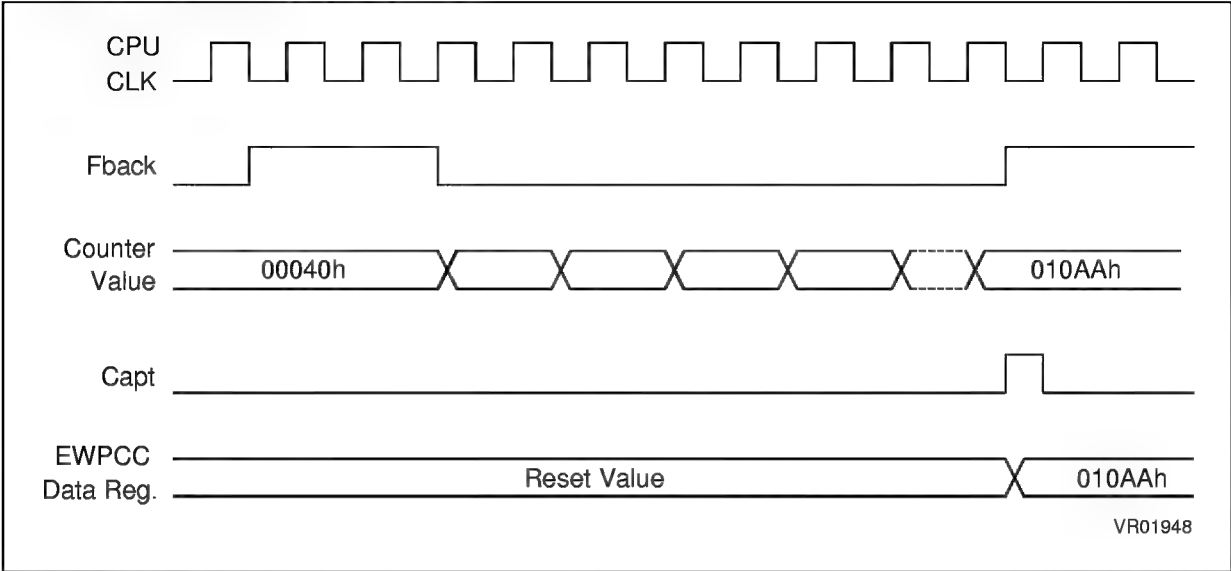 CPU
CLK
Fback
Counter
Value
00040h
010AAh
Capt
EWPCC
Data Reg.
Reset Value
010AAh
VR01948